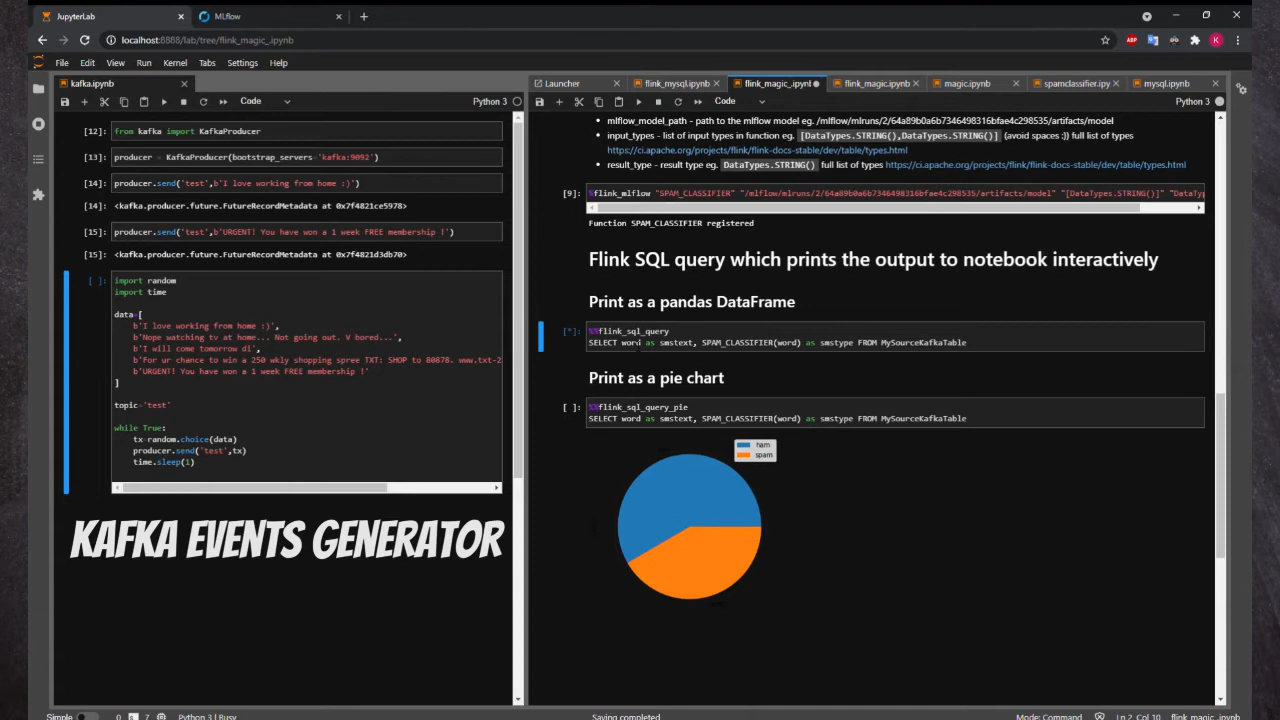 JupyterLab
MLflow
localhost:8888/lab/tree/flink_magic_.ipynb
ABP
K
File Edit View Run Kernel Tabs Settings Help
kafka.ipynb
Code
Python 3
[12]: from kafka import KafkaProducer
[13]: producer = KafkaProducer(bootstrap_servers='kafka:9092')
[14]: producer.send('test',b'I love working from home :)')
[14]: <kafka.producer.future.FutureRecordMetadata at 0x7f4821ce5978>
[15]: producer.send('test',b'URGENT! You have won a 1 week FREE membership !')
[15]: <kafka.producer.future.FutureRecordMetadata at 0x7f4821d3db70>
[ ]: import random
import time
data=[
b'I love working from home :)',
b'Nope watching tv at home... Not going out. V bored...',
b'I will come tomorrow di',
b'For ur chance to win a 250 wkly shopping spree TXT: SHOP to 80878. www.txt-2
b'URGENT! You have won a 1 week FREE membership !'
]
topic='test'
while True:
tx=random.choice(data)
producer.send('test',tx)
time.sleep(1)
KAFKA EVENTS GENERATOR
Launcher
flink_mysql.ipynb
flink_magic_.ipynb
flink_magic.ipynb
magic.ipynb
spamclassifier.ipy
mysql.ipynb
Code
Python 3
mlflow_model_path - path to the mlflow model eg. /mlflow/mlruns/2/64a89b0a6b7346498316bfae4c298535/artifacts/model
input_types - list of input types in function eg. [DataTypes.STRING(),DataTypes.STRING()] (avoid spaces :)) full list of types
https://ci.apache.org/projects/flink/flink-docs-stable/dev/table/types.html
result_type - result type eg. DataTypes.STRING() full list of types https://ci.apache.org/projects/flink/flink-docs-stable/dev/table/types.html
[9]: %flink_mlflow "SPAM_CLASSIFIER" "/mlflow/mlruns/2/64a89b0a6b7346498316bfae4c298535/artifacts/model" "[DataTypes.STRING()]" "DataTyp
Function SPAM_CLASSIFIER registered
Flink SQL query which prints the output to notebook interactively
Print as a pandas DataFrame
[*]: %%flink_sql_query
SELECT word as smstext, SPAM_CLASSIFIER(word) as smstype FROM MySourceKafkaTable
Print as a pie chart
[ ]: %%flink_sql_query_pie
SELECT word as smstext, SPAM_CLASSIFIER(word) as smstype FROM MySourceKafkaTable
ham
spam
Simple 0 7 Python 3 | Busy
Saving completed
Mode: Command Ln 2, Col 10 flink_magic_.ipynb